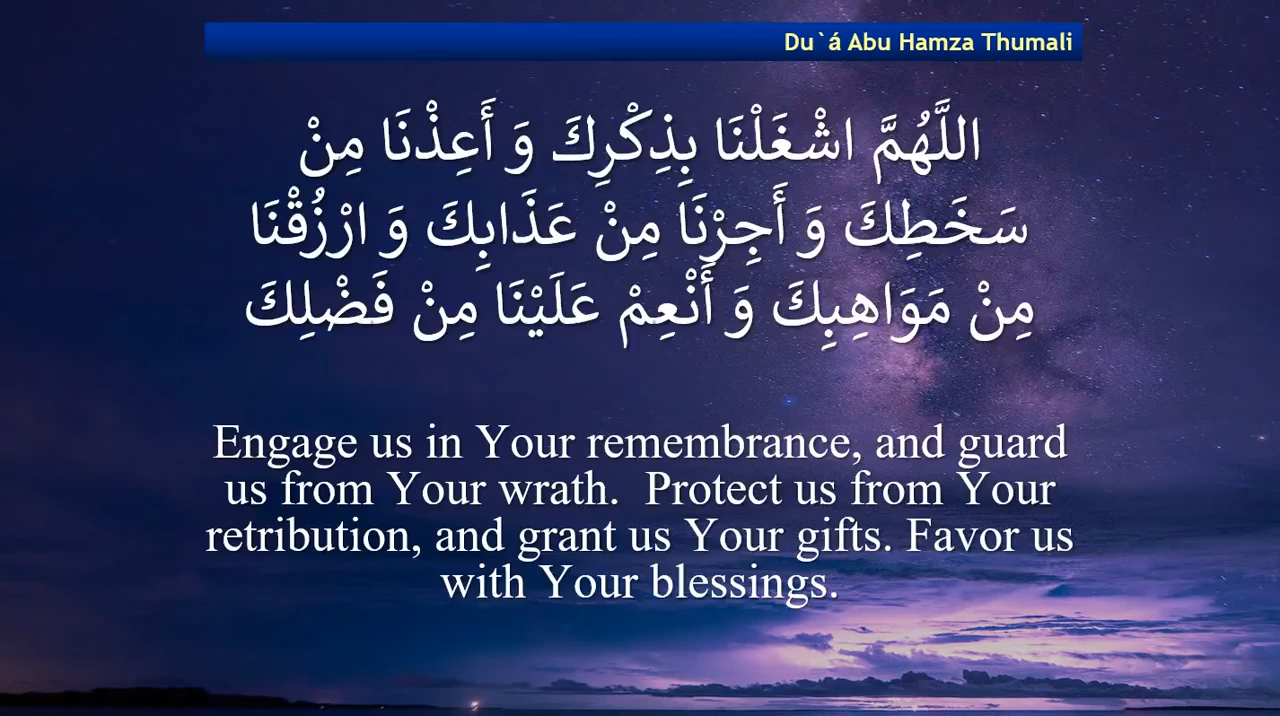 Du`á Abu Hamza Thumali
اللَّهُمَّ اشْغَلْنَا بِذِكْرِكَ وَ أَعِذْنَا مِنْ
سَخَطِكَ وَ أَجِرْنَا مِنْ عَذَابِكَ وَ ارْزُقْنَا
مِنْ مَوَاهِبِكَ وَ أَنْعِمْ عَلَيْنَا مِنْ فَضْلِكَ
Engage us in Your remembrance, and guard
us from Your wrath.  Protect us from Your
retribution, and grant us Your gifts. Favor us
with Your blessings.